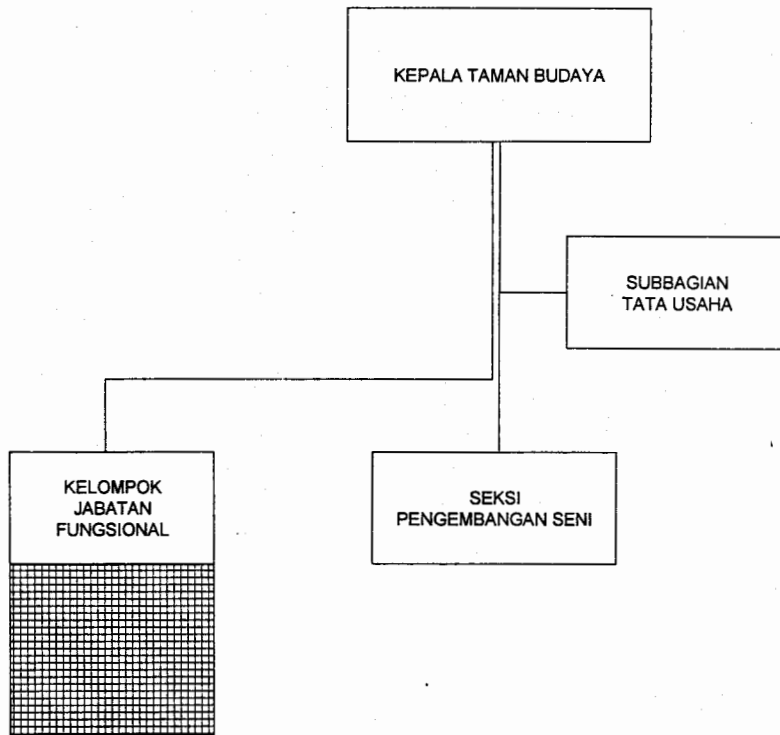 KEPALA TAMAN BUDAYA
SUBBAGIAN
TATA USAHA
KELOMPOK
JABATAN
FUNGSIONAL
SEKSI
PENGEMBANGAN SENI